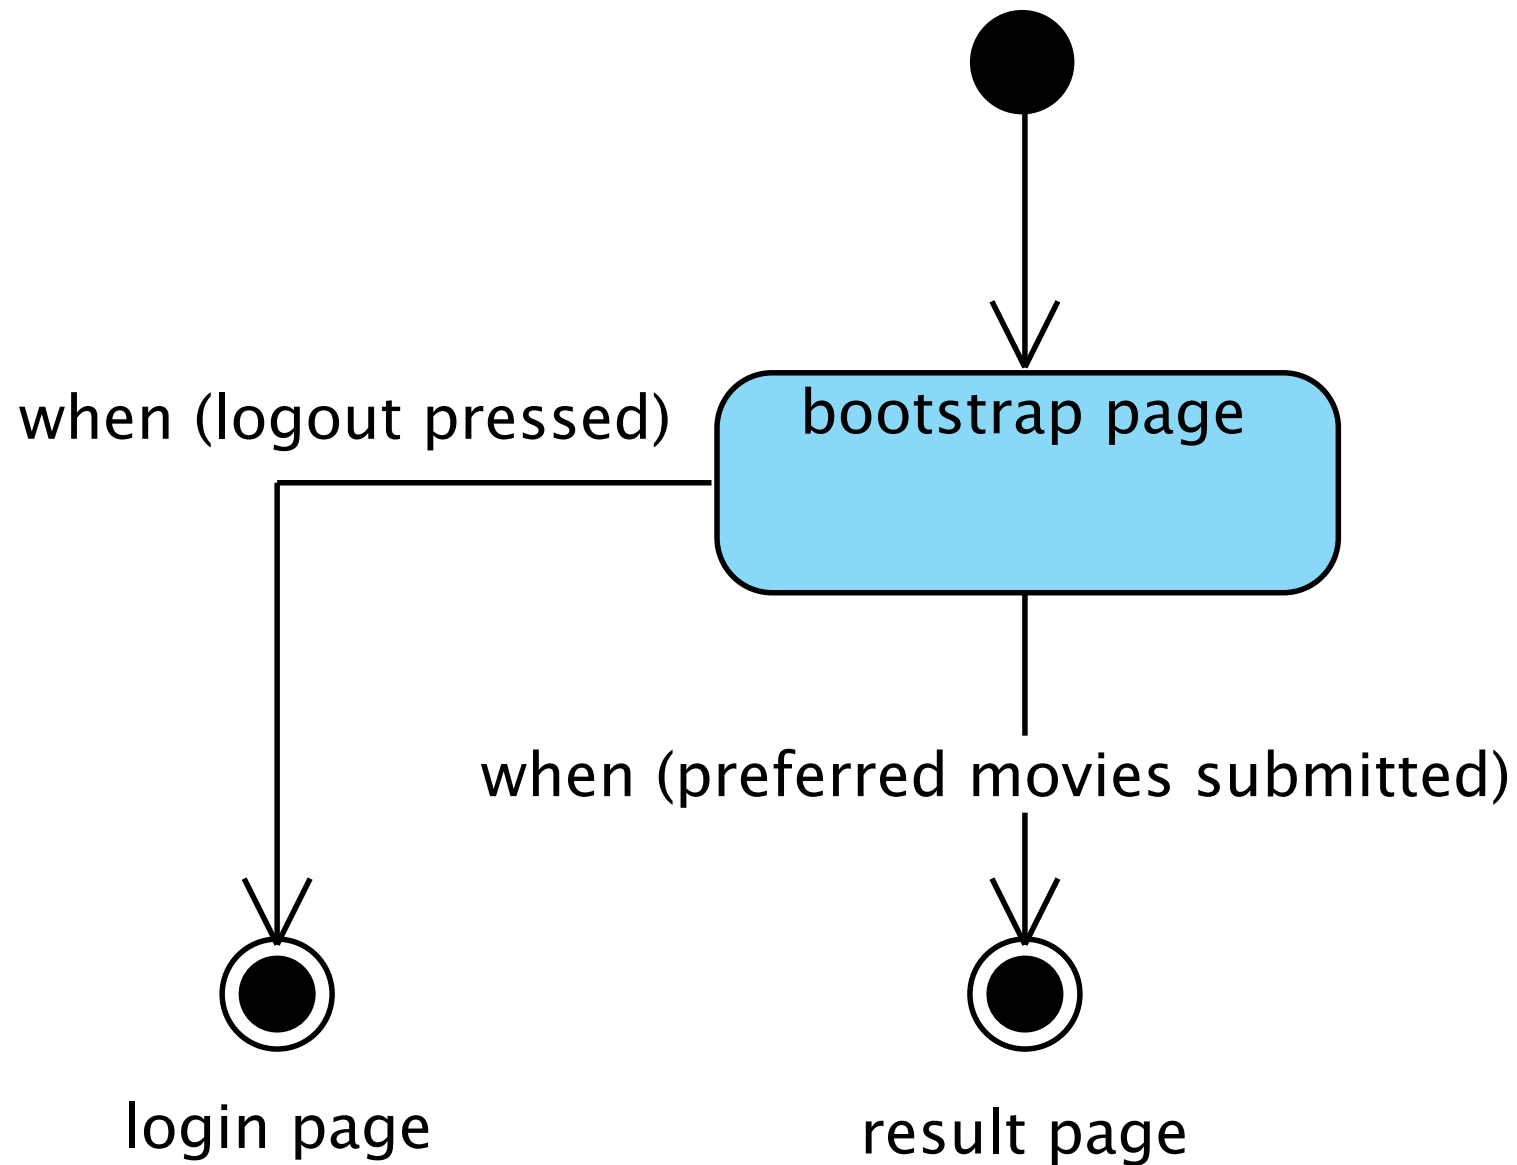 when (logout pressed)
bootstrap page
when (preferred movies submitted)
login page
result page